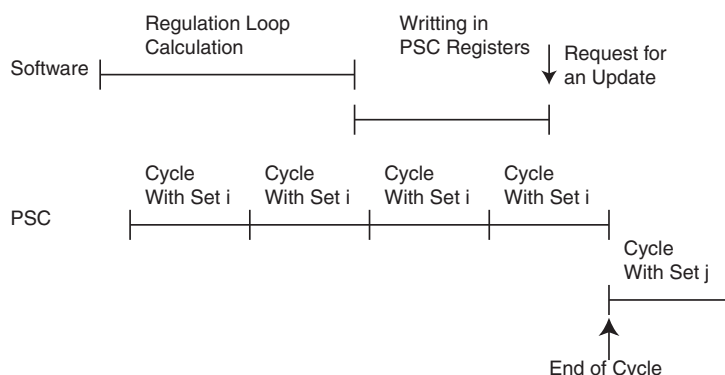 Regulation Loop
Calculation
Writting in
PSC Registers
Request for
an Update
Software
Cycle
With Set i
Cycle
With Set i
Cycle
With Set i
Cycle
With Set i
PSC
Cycle
With Set j
End of Cycle